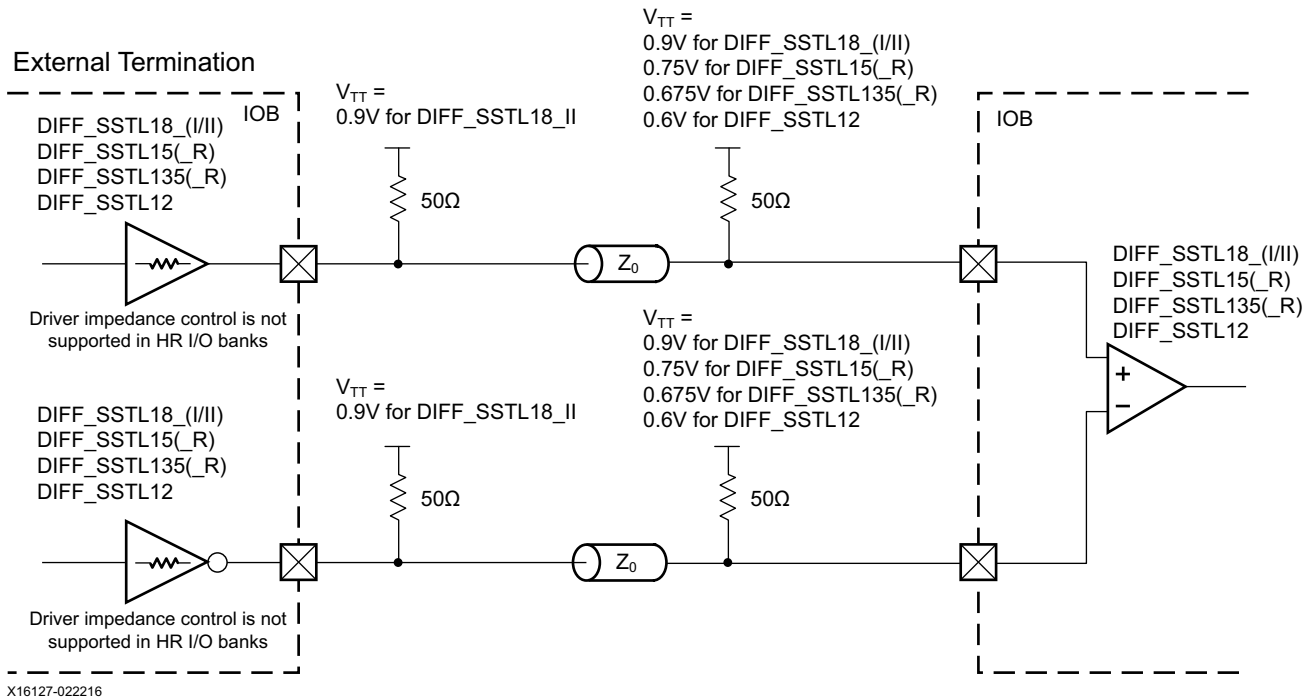 External Termination
IOB
DIFF_SSTL18_(I/II)
DIFF_SSTL15(_R)
DIFF_SSTL135(_R)
DIFF_SSTL12
Driver impedance control is not
supported in HR I/O banks
V_TT =
0.9V for DIFF_SSTL18_II
50Ω
Z₀
V_TT =
0.9V for DIFF_SSTL18_(I/II)
0.75V for DIFF_SSTL15(_R)
0.675V for DIFF_SSTL135(_R)
0.6V for DIFF_SSTL12
50Ω
IOB
DIFF_SSTL18_(I/II)
DIFF_SSTL15(_R)
DIFF_SSTL135(_R)
DIFF_SSTL12
+
−
DIFF_SSTL18_(I/II)
DIFF_SSTL15(_R)
DIFF_SSTL135(_R)
DIFF_SSTL12
Driver impedance control is not
supported in HR I/O banks
V_TT =
0.9V for DIFF_SSTL18_II
50Ω
Z₀
V_TT =
0.9V for DIFF_SSTL18_(I/II)
0.75V for DIFF_SSTL15(_R)
0.675V for DIFF_SSTL135(_R)
0.6V for DIFF_SSTL12
50Ω
X16127-022216